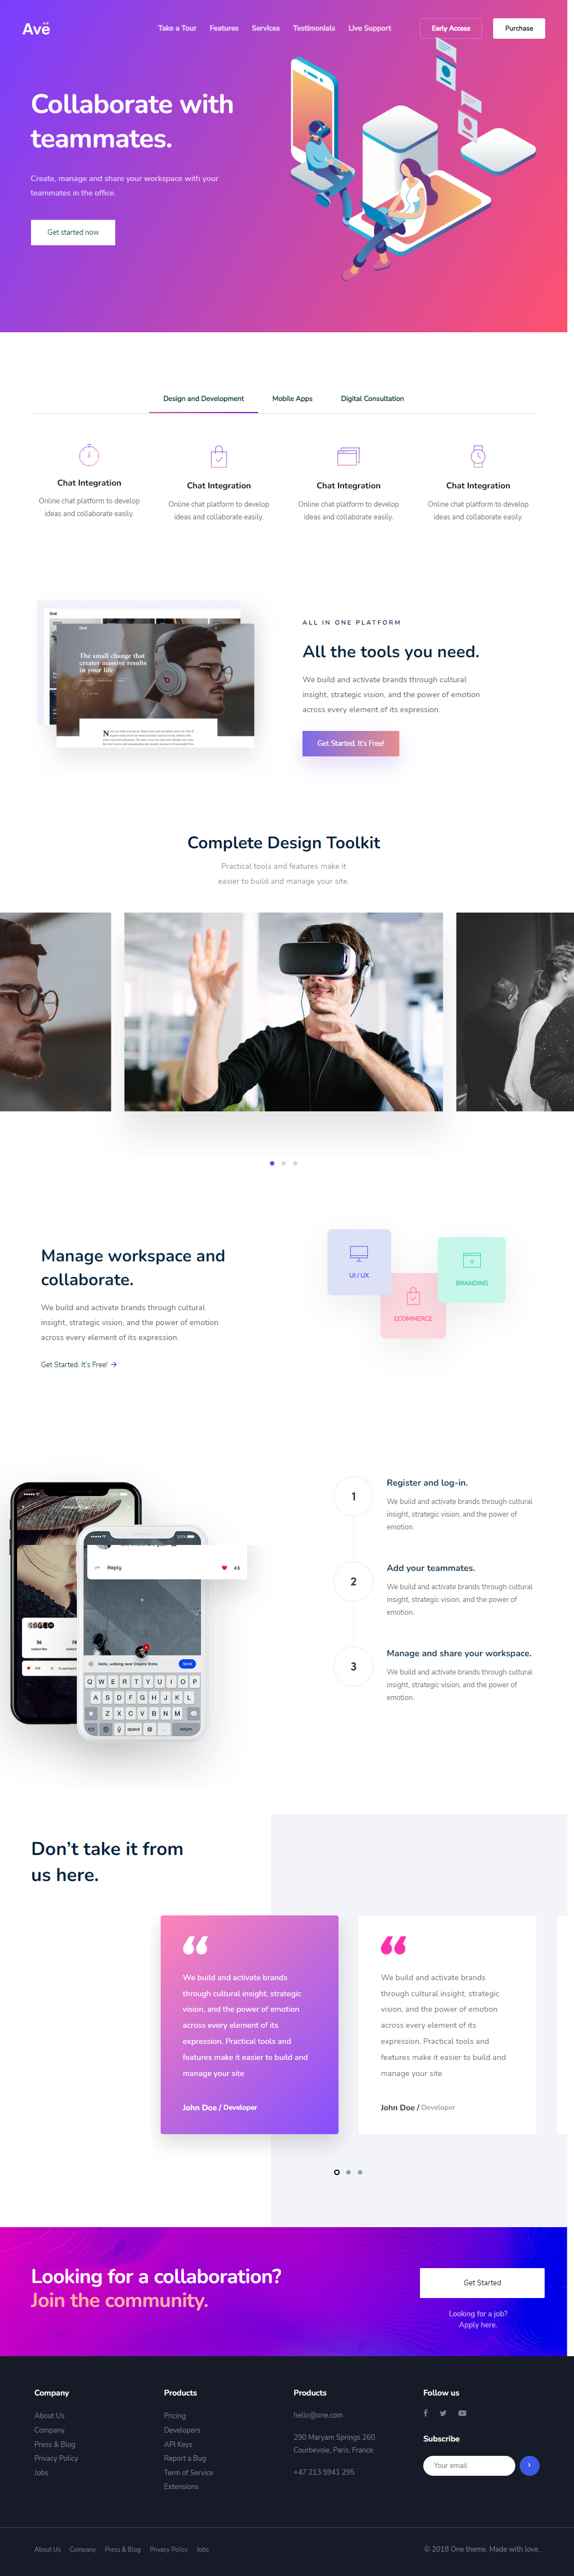 Avë
Take a Tour Features Services Testimonials Live Support Early Access Purchase
Collaborate with
teammates.
Create, manage and share your workspace with your
teammates in the office.
Get started now
Design and Development Mobile Apps Digital Consultation
Chat Integration
Online chat platform to develop
ideas and collaborate easily.
Chat Integration
Online chat platform to develop
ideas and collaborate easily.
Chat Integration
Online chat platform to develop
ideas and collaborate easily.
Chat Integration
Online chat platform to develop
ideas and collaborate easily.
The small change that
creates massive results
in your life
ALL IN ONE PLATFORM
All the tools you need.
We build and activate brands through cultural
insight, strategic vision, and the power of emotion
across every element of its expression.
Get Started. It's Free!
Complete Design Toolkit
Practical tools and features make it
easier to build and manage your site.
Manage workspace and
collaborate.
We build and activate brands through cultural
insight, strategic vision, and the power of emotion
across every element of its expression.
Get Started. It's Free!
UI / UX
BRANDING
ECOMMERCE
100%
Reply 43
36
Hello, walking near Empire State Send
Q W E R T Y U I O P
A S D F G H J K L
Z X C V B N M
123 space @ . return
1
Register and log-in.
We build and activate brands through cultural
insight, strategic vision, and the power of
emotion.
2
Add your teammates.
We build and activate brands through cultural
insight, strategic vision, and the power of
emotion.
3
Manage and share your workspace.
We build and activate brands through cultural
insight, strategic vision, and the power of
emotion.
Don’t take it from
us here.
“
We build and activate brands
through cultural insight, strategic
vision, and the power of emotion
across every element of its
expression. Practical tools and
features make it easier to build and
manage your site
John Doe / Developer
“
We build and activate brands
through cultural insight, strategic
vision, and the power of emotion
across every element of its
expression. Practical tools and
features make it easier to build and
manage your site
John Doe / Developer
Looking for a collaboration?
Join the community.
Get Started
Looking for a job?
Apply here.
Company
About Us
Company
Press & Blog
Privacy Policy
Jobs
Products
Pricing
Developers
API Keys
Report a Bug
Term of Service
Extensions
Products
hello@one.com
290 Maryam Springs 260,
Courbevoie, Paris, France
+47 213 5941 295
Follow us
Subscribe
Your email
About Us Company Press & Blog Privacy Policy Jobs
© 2018 One theme. Made with love.